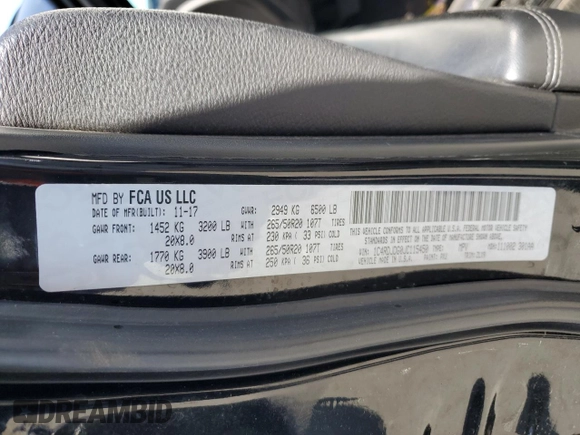 MFD BY FCA US LLC
DATE OF MFR(BUILT): 11-17 GVWR: 2949 KG 6500 LB
GAWR FRONT: 1452 KG 3200 LB WITH 265/50R20 107T TIRES
20X8.0 RIMS AT 230 KPA ( 33 PSI) COLD
GAWR REAR: 1770 KG 3900 LB WITH 265/50R20 107T TIRES
20X8.0 RIMS AT 250 KPA ( 36 PSI) COLD
THIS VEHICLE CONFORMS TO ALL APPLICABLE U.S.A. FEDERAL MOTOR VEHICLE SAFETY
STANDARDS IN EFFECT ON THE DATE OF MANUFACTURE SHOWN ABOVE.
VIN: TYPE: MPV
VEHICLE MADE IN U.S.A. PAINT:
DREAMBID